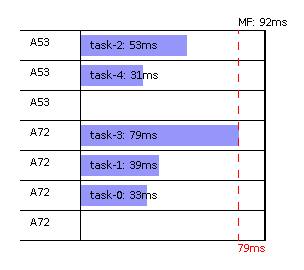 MF: 92ms
A53 task-2: 53ms
A53 task-4: 31ms
A53
A72 task-3: 79ms
A72 task-1: 39ms
A72 task-0: 33ms
A72
79ms